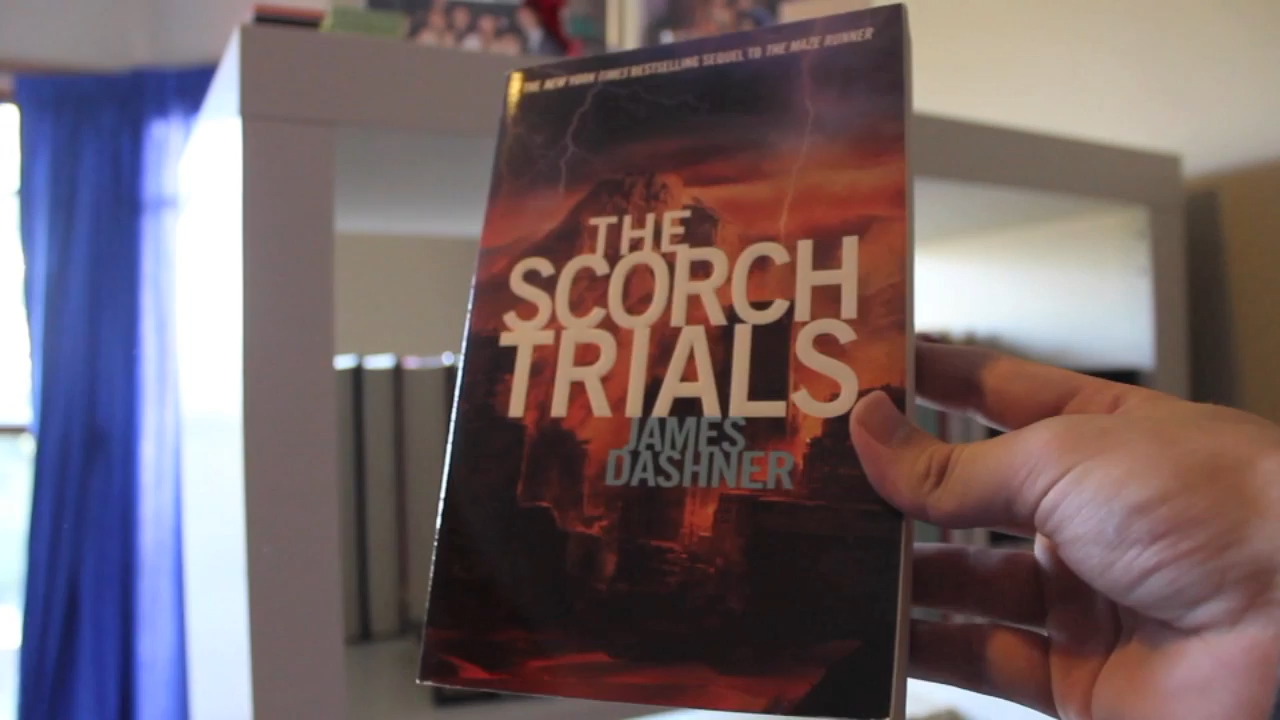 THE NEW YORK TIMES BESTSELLING SEQUEL TO THE MAZE RUNNER
THE
SCORCH
TRIALS
JAMES
DASHNER